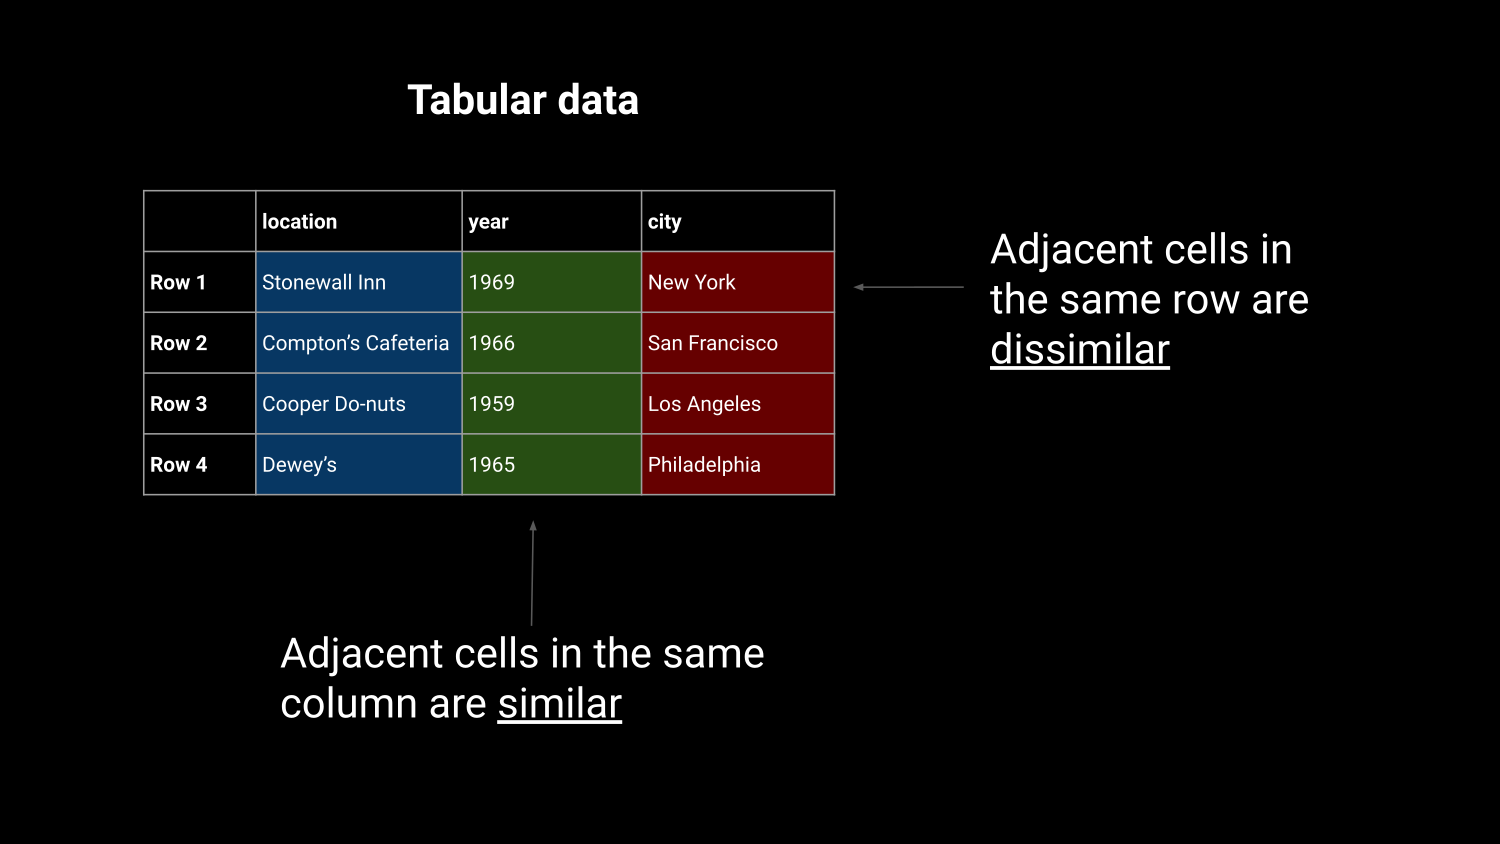 Tabular data
location year city
Row 1 Stonewall Inn 1969 New York
Row 2 Compton’s Cafeteria 1966 San Francisco
Row 3 Cooper Do-nuts 1959 Los Angeles
Row 4 Dewey’s 1965 Philadelphia
Adjacent cells in
the same row are
dissimilar
Adjacent cells in the same
column are similar